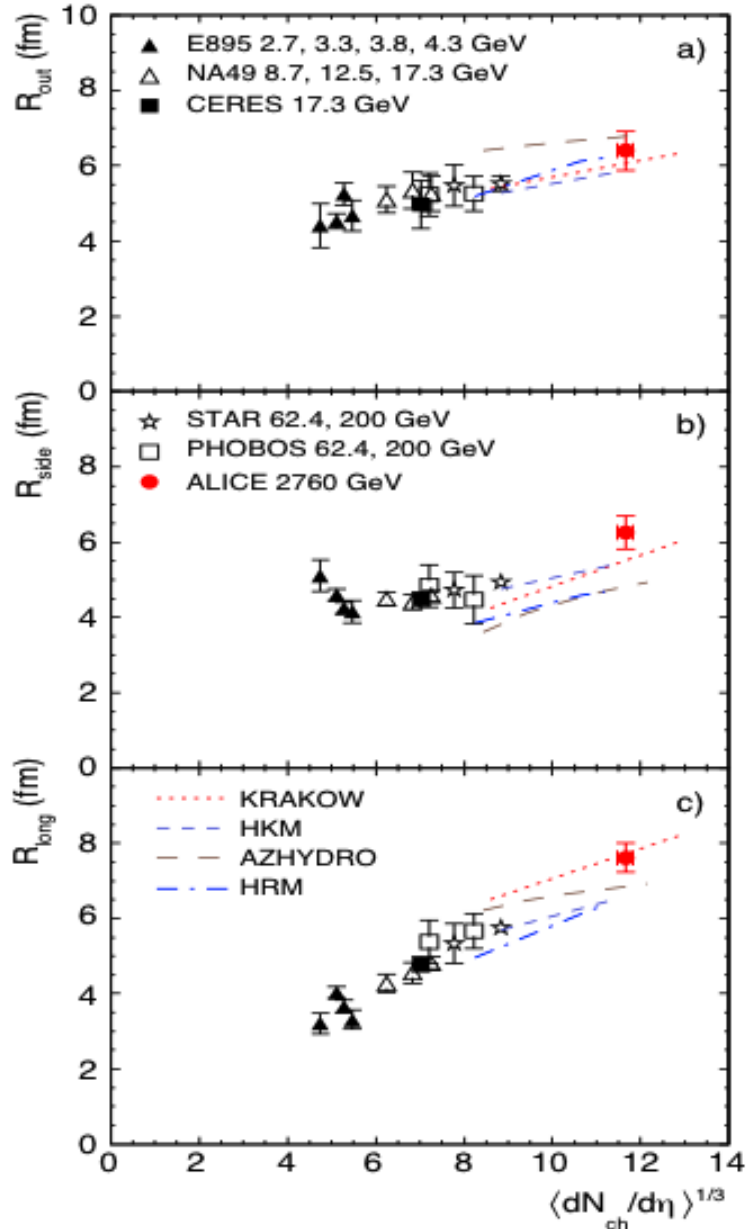 10
8
6
4
2
0
R_out (fm)
E895 2.7, 3.3, 3.8, 4.3 GeV
NA49 8.7, 12.5, 17.3 GeV
CERES 17.3 GeV
a)
8
6
4
2
0
R_side (fm)
STAR 62.4, 200 GeV
PHOBOS 62.4, 200 GeV
ALICE 2760 GeV
b)
8
6
4
2
0
R_long (fm)
KRAKOW
HKM
AZHYDRO
HRM
c)
0 2 4 6 8 10 12 14
⟨dN_ch/dη⟩^1/3